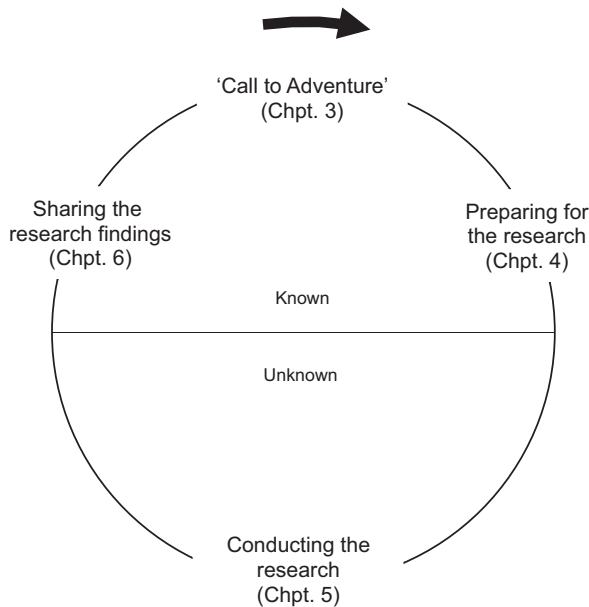 ‘Call to Adventure’
(Chpt. 3)
Sharing the
research findings
(Chpt. 6)
Preparing for
the research
(Chpt. 4)
Known
Unknown
Conducting the
research
(Chpt. 5)